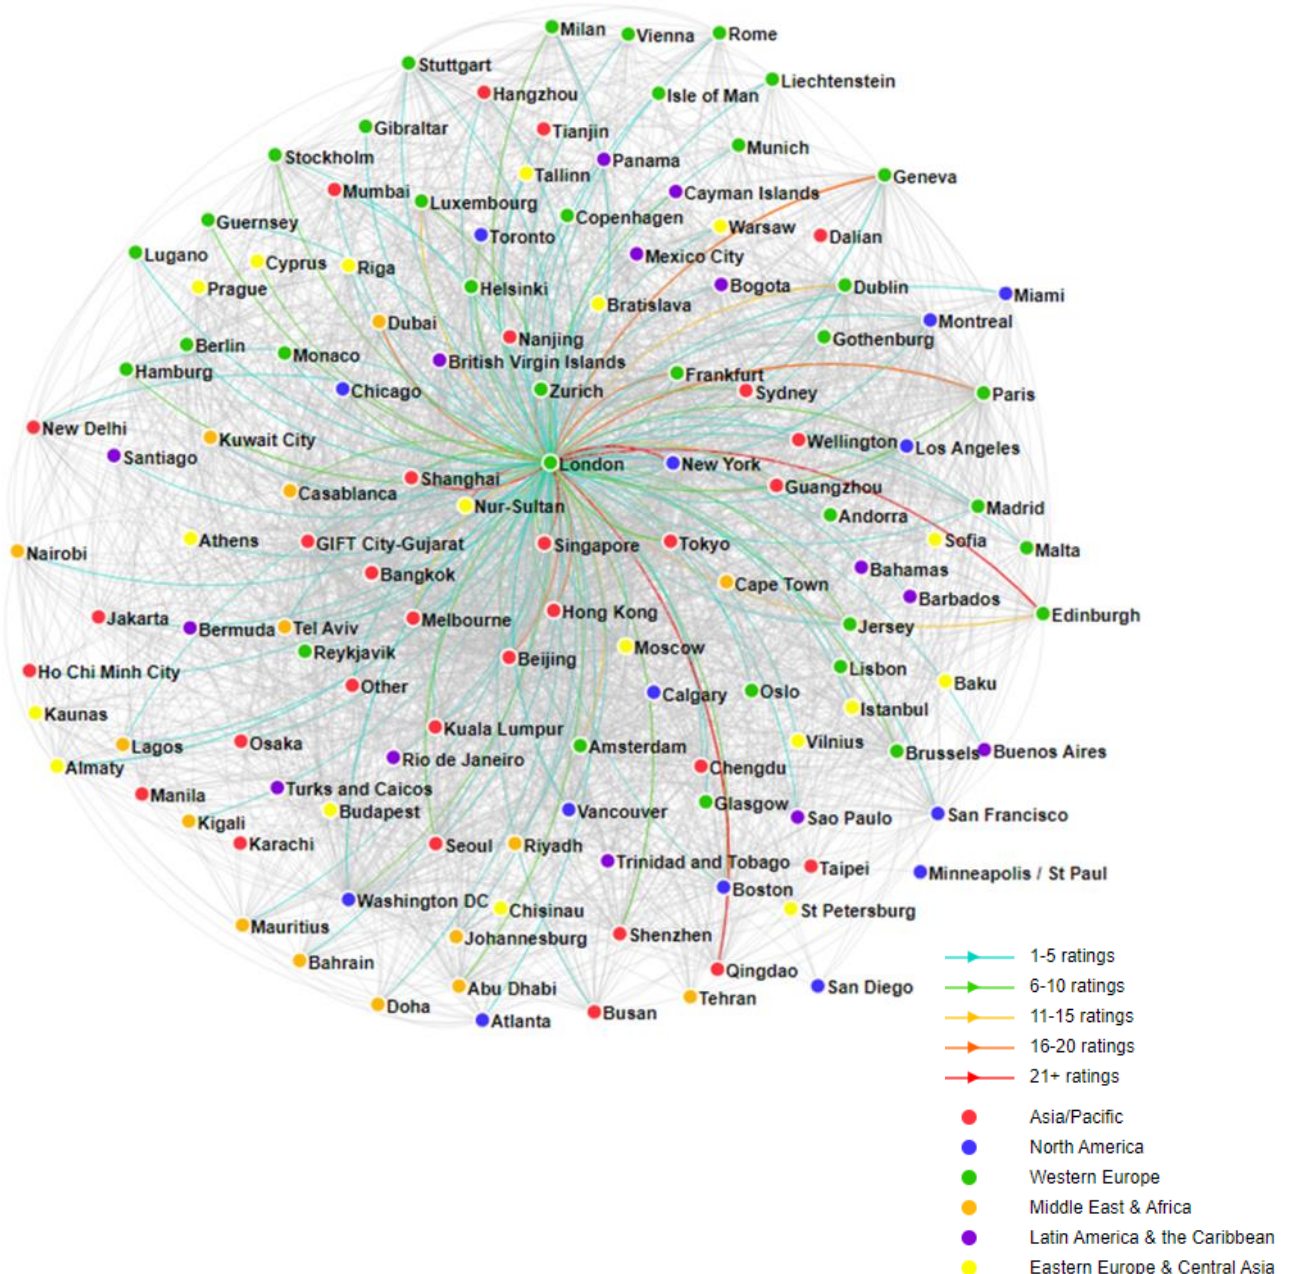 Milan
Vienna
Rome
Stuttgart
Liechtenstein
Hangzhou
Isle of Man
Gibraltar
Tianjin
Munich
Stockholm
Panama
Tallinn
Geneva
Mumbai
Cayman Islands
Luxembourg
Copenhagen
Guernsey
Warsaw
Toronto
Dalian
Lugano
Mexico City
Cyprus
Riga
Bogota
Dublin
Prague
Helsinki
Miami
Bratislava
Dubai
Montreal
Nanjing
Gothenburg
Berlin
Monaco
British Virgin Islands
Hamburg
Frankfurt
Chicago
Zurich
Sydney
Paris
New Delhi
Kuwait City
Wellington
Los Angeles
Santiago
London
New York
Shanghai
Guangzhou
Casablanca
Nur-Sultan
Madrid
Andorra
Athens
GIFT City-Gujarat
Singapore
Tokyo
Sofia
Malta
Nairobi
Bangkok
Bahamas
Cape Town
Barbados
Jakarta
Melbourne
Hong Kong
Edinburgh
Bermuda
Tel Aviv
Jersey
Reykjavik
Moscow
Beijing
Lisbon
Ho Chi Minh City
Other
Calgary
Oslo
Baku
Kaunas
Istanbul
Kuala Lumpur
Lagos
Osaka
Amsterdam
Vilnius
Brussels
Buenos Aires
Rio de Janeiro
Almaty
Chengdu
Turks and Caicos
Manila
Glasgow
Budapest
Vancouver
Sao Paulo
San Francisco
Kigali
Karachi
Seoul
Riyadh
Trinidad and Tobago
Taipei
Minneapolis / St Paul
Boston
Washington DC
Chisinau
St Petersburg
Mauritius
Johannesburg
Shenzhen
Bahrain
Qingdao
Abu Dhabi
San Diego
Tehran
Doha
Atlanta
Busan
1-5 ratings
6-10 ratings
11-15 ratings
16-20 ratings
21+ ratings
Asia/Pacific
North America
Western Europe
Middle East & Africa
Latin America & the Caribbean
Eastern Europe & Central Asia